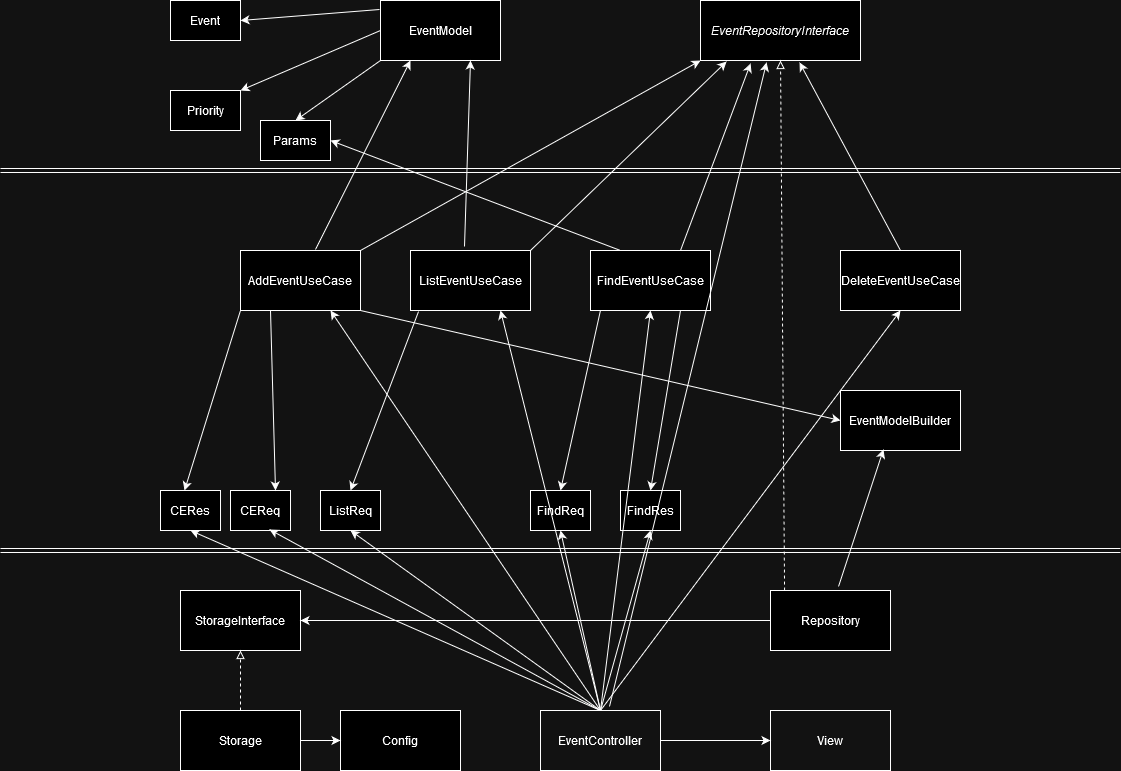 Event
EventModel
EventRepositoryInterface
Priority
Params
AddEventUseCase
ListEventUseCase
FindEventUseCase
DeleteEventUseCase
EventModelBuilder
CERes
CEReq
ListReq
FindReq
FindRes
StorageInterface
Repository
Storage
Config
EventController
View